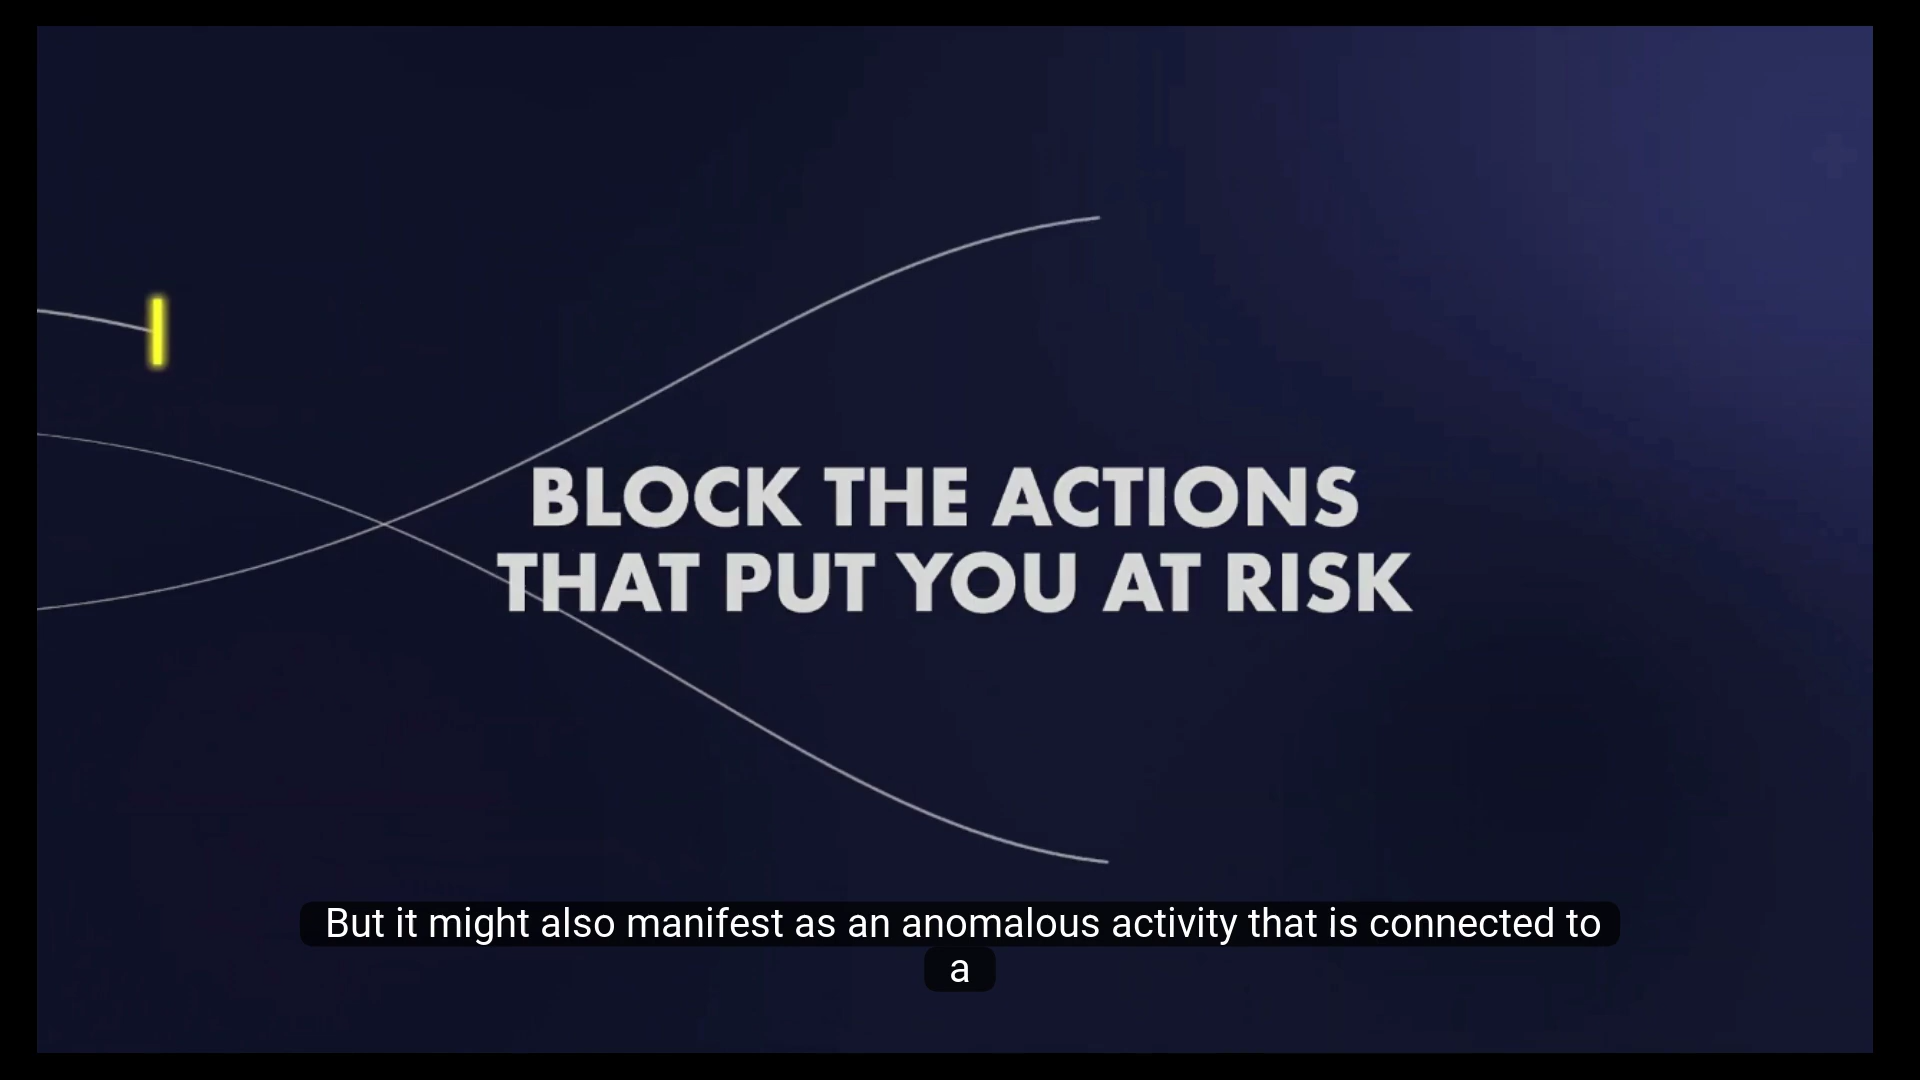 BLOCK THE ACTIONS
THAT PUT YOU AT RISK
But it might also manifest as an anomalous activity that is connected to
a